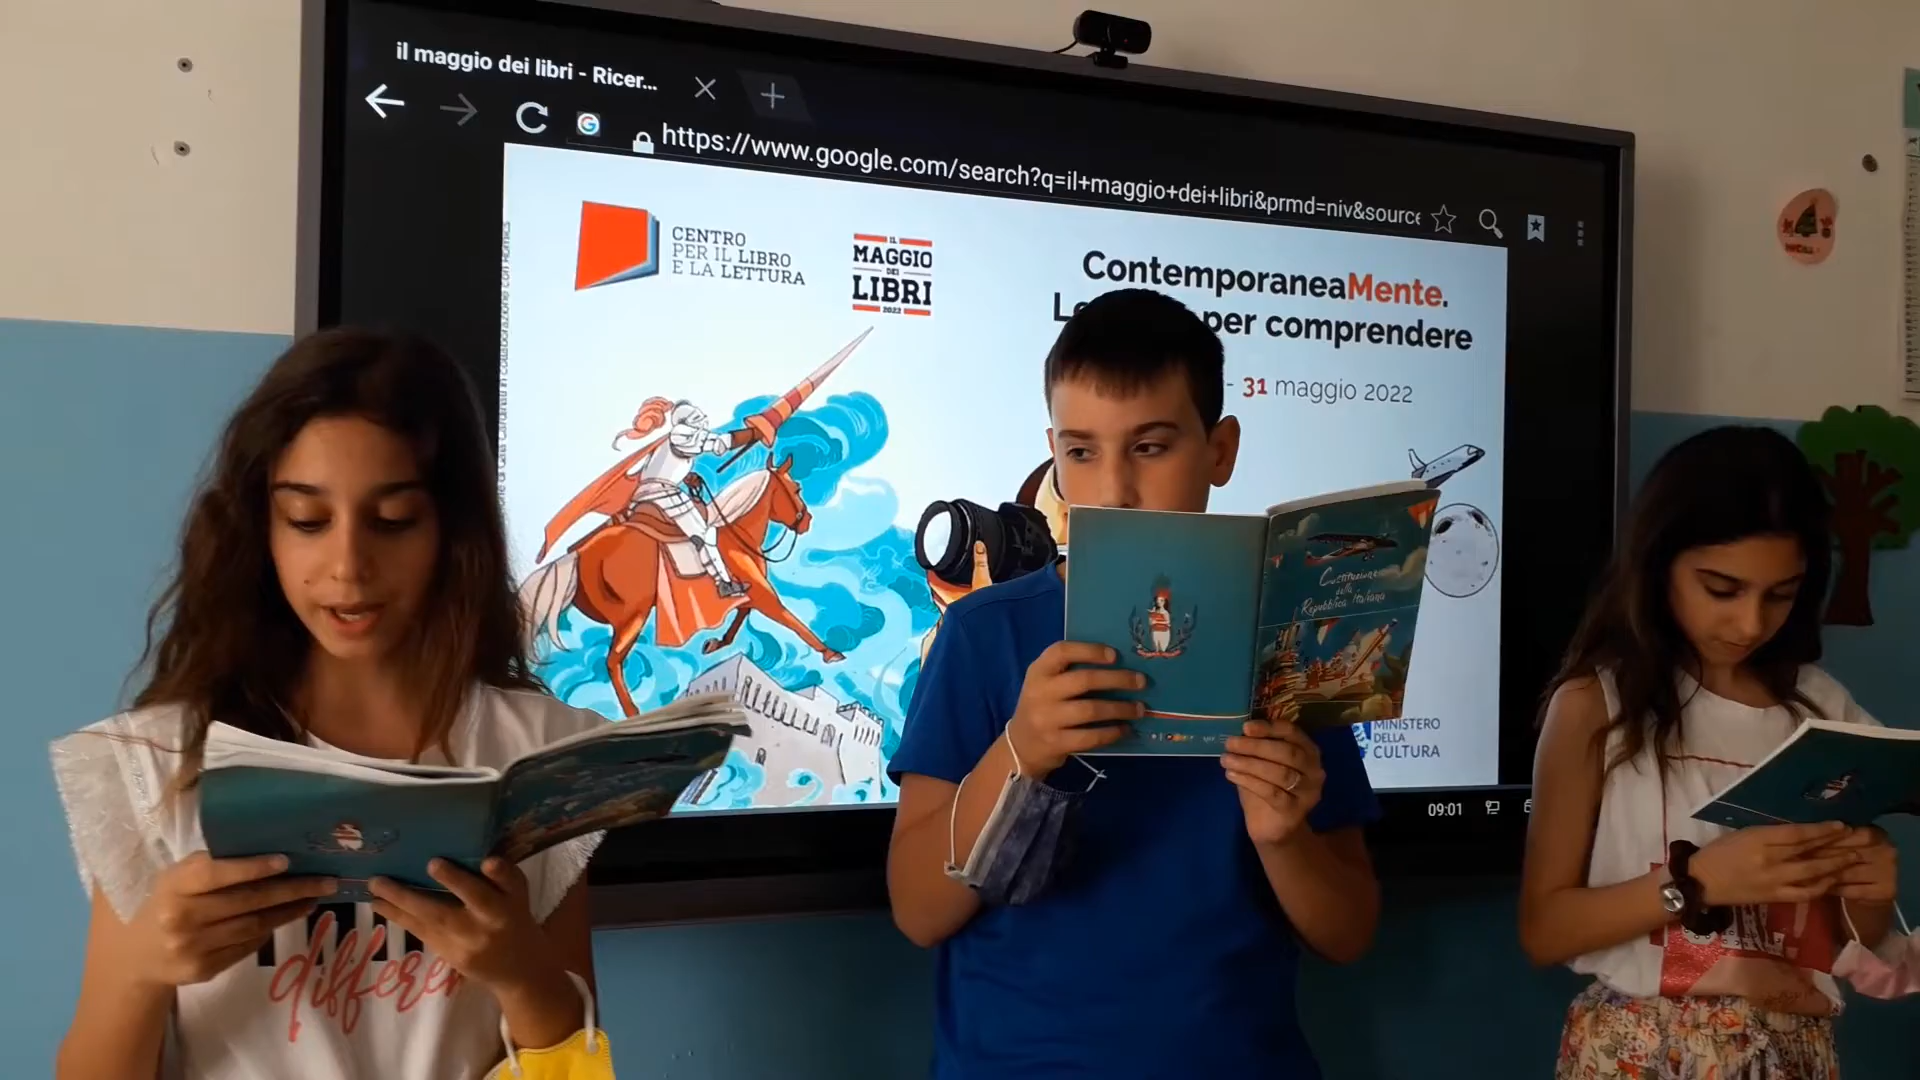 il maggio dei libri - Ricer...
https://www.google.com/search?q=il+maggio+dei+libri&prmd=niv&source
CENTRO
PER IL LIBRO
E LA LETTURA
IL
MAGGIO
DEI
LIBRI
2022
ContemporaneaMente.
per comprendere
- 31 maggio 2022
Costituzione
della
Repubblica Italiana
MINISTERO
DELLA
CULTURA
09:01
differen